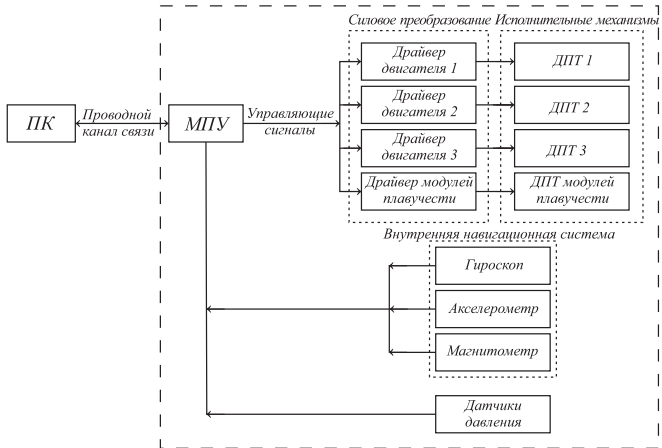 Силовое преобразование
Исполнительные механизмы
Драйвер
двигателя 1
ДПТ 1
Драйвер
двигателя 2
ДПТ 2
ПК
Проводной
канал связи
МПУ
Управляющие
сигналы
Драйвер
двигателя 3
ДПТ 3
Драйвер модулей
плавучести
ДПТ модулей
плавучести
Внутренняя навигационная система
Гироскоп
Акселерометр
Магнитометр
Датчики
давления